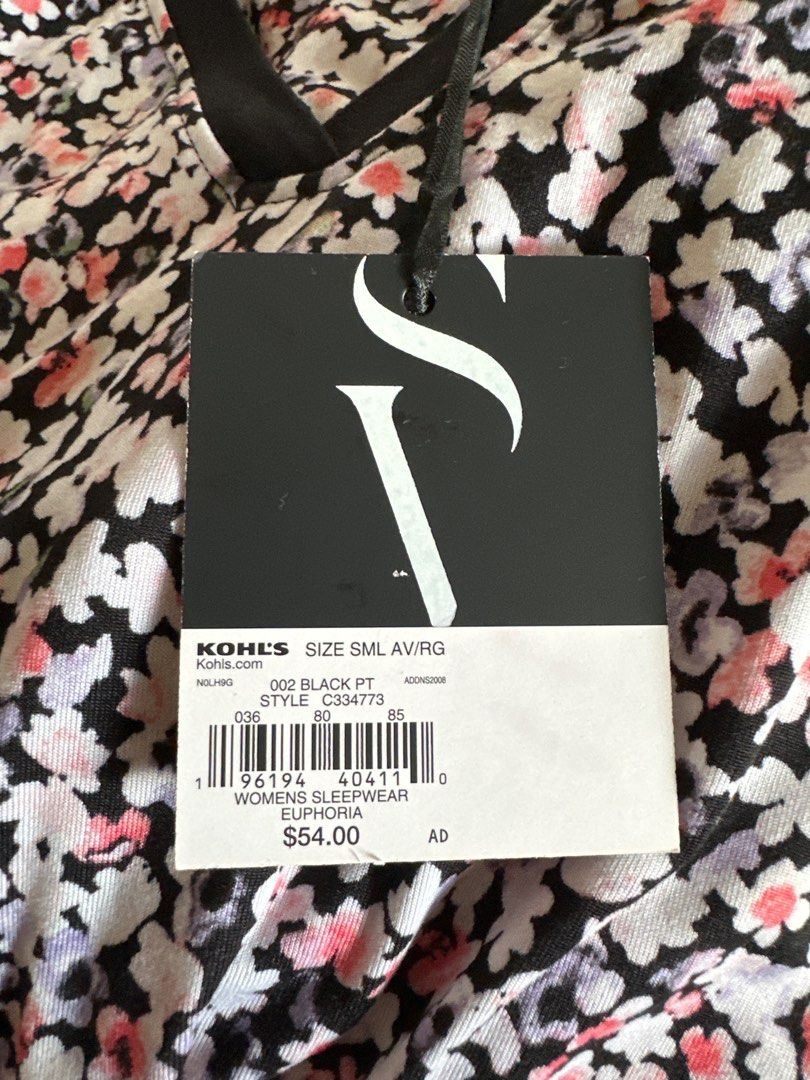 KOHL'S SIZE SML AV/RG
Kohls.com
N0LH9G 002 BLACK PT ADDNS2008
STYLE C334773
036 80 85
1 96194 40411 0
WOMENS SLEEPWEAR
EUPHORIA
$54.00 AD